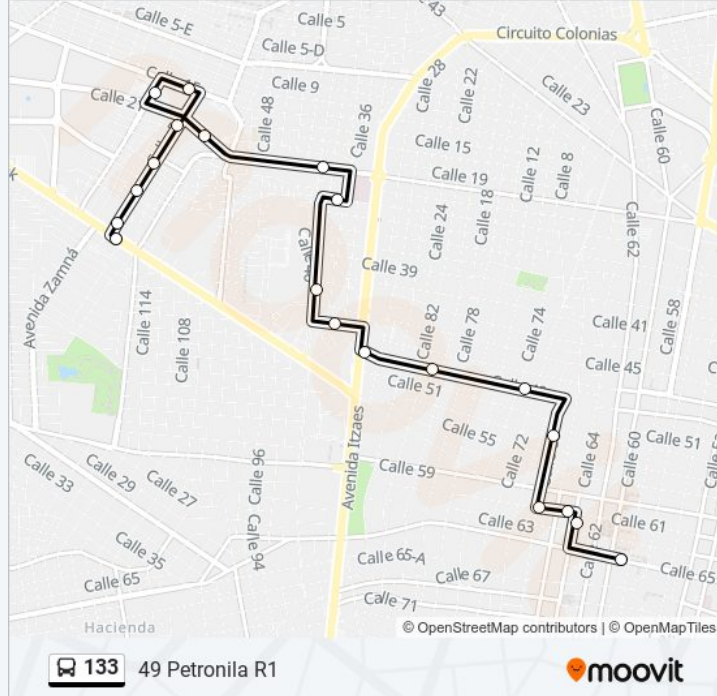 43
Calle 5-E
Calle 5
Circuito Colonias
Calle 5-D
Calle 9
Calle 28
Calle 22
Calle 23
Calle 21
Calle 48
Calle 36
Calle 15
Calle 60
Calle 19
Calle 12
Calle 8
Calle 24
Calle 18
Calle 62
Calle 39
Avenida Zamná
Calle 114
Calle 108
Calle 82
Calle 78
Calle 74
Calle 41
Calle 58
Calle 45
Calle 51
Calle 55
Calle 72
Calle 64
Calle 60
Calle 51
Avenida Itzaes
Calle 59
Calle 33
Calle 29
Calle 27
Calle 96
Calle 94
Calle 63
Calle 62
Calle 61
Calle 35
Calle 65
Calle 65-A
Calle 67
Calle 65
Calle 71
Hacienda
© OpenStreetMap contributors | © OpenMapTiles
133 49 Petronila R1
moovit